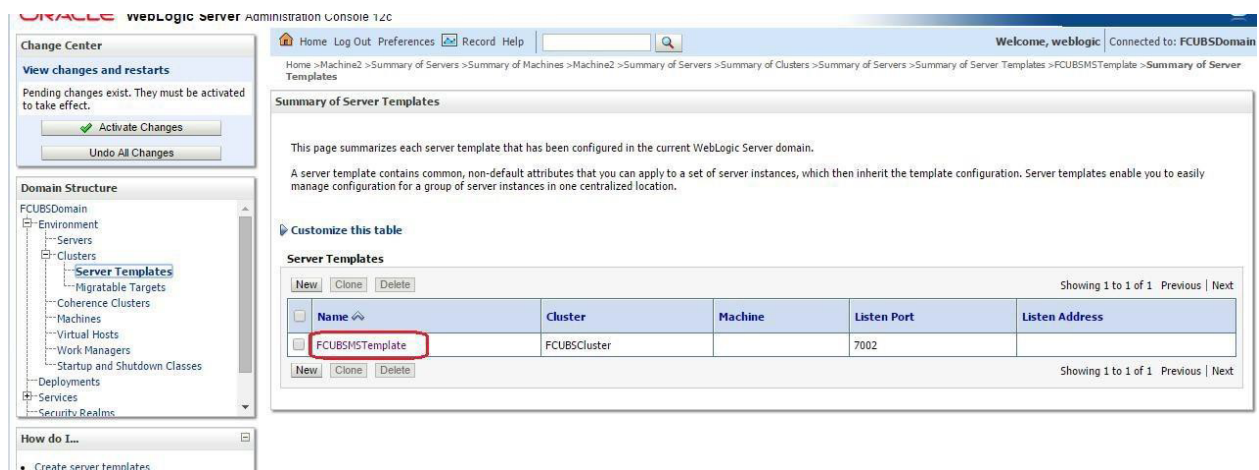 ORACLE WebLogic Server Administration Console 12c
Change Center
View changes and restarts
Pending changes exist. They must be activated
to take effect.
Activate Changes
Undo All Changes
Domain Structure
FCUBSDomain
Environment
Servers
Clusters
Server Templates
Migratable Targets
Coherence Clusters
Machines
Virtual Hosts
Work Managers
Startup and Shutdown Classes
Deployments
Services
Security Realms
How do I...
Create server templates
Home Log Out Preferences Record Help
Welcome, weblogic Connected to: FCUBSDomain
Home >Machine2 >Summary of Servers >Summary of Machines >Machine2 >Summary of Servers >Summary of Clusters >Summary of Servers >Summary of Server Templates >FCUBSMSTemplate >Summary of Server
Templates
Summary of Server Templates
This page summarizes each server template that has been configured in the current WebLogic Server domain.
A server template contains common, non-default attributes that you can apply to a set of server instances, which then inherit the template configuration. Server templates enable you to easily
manage configuration for a group of server instances in one centralized location.
Customize this table
Server Templates
New Clone Delete Showing 1 to 1 of 1 Previous | Next
Name Cluster Machine Listen Port Listen Address
FCUBSMSTemplate FCUBSCluster 7002
New Clone Delete Showing 1 to 1 of 1 Previous | Next